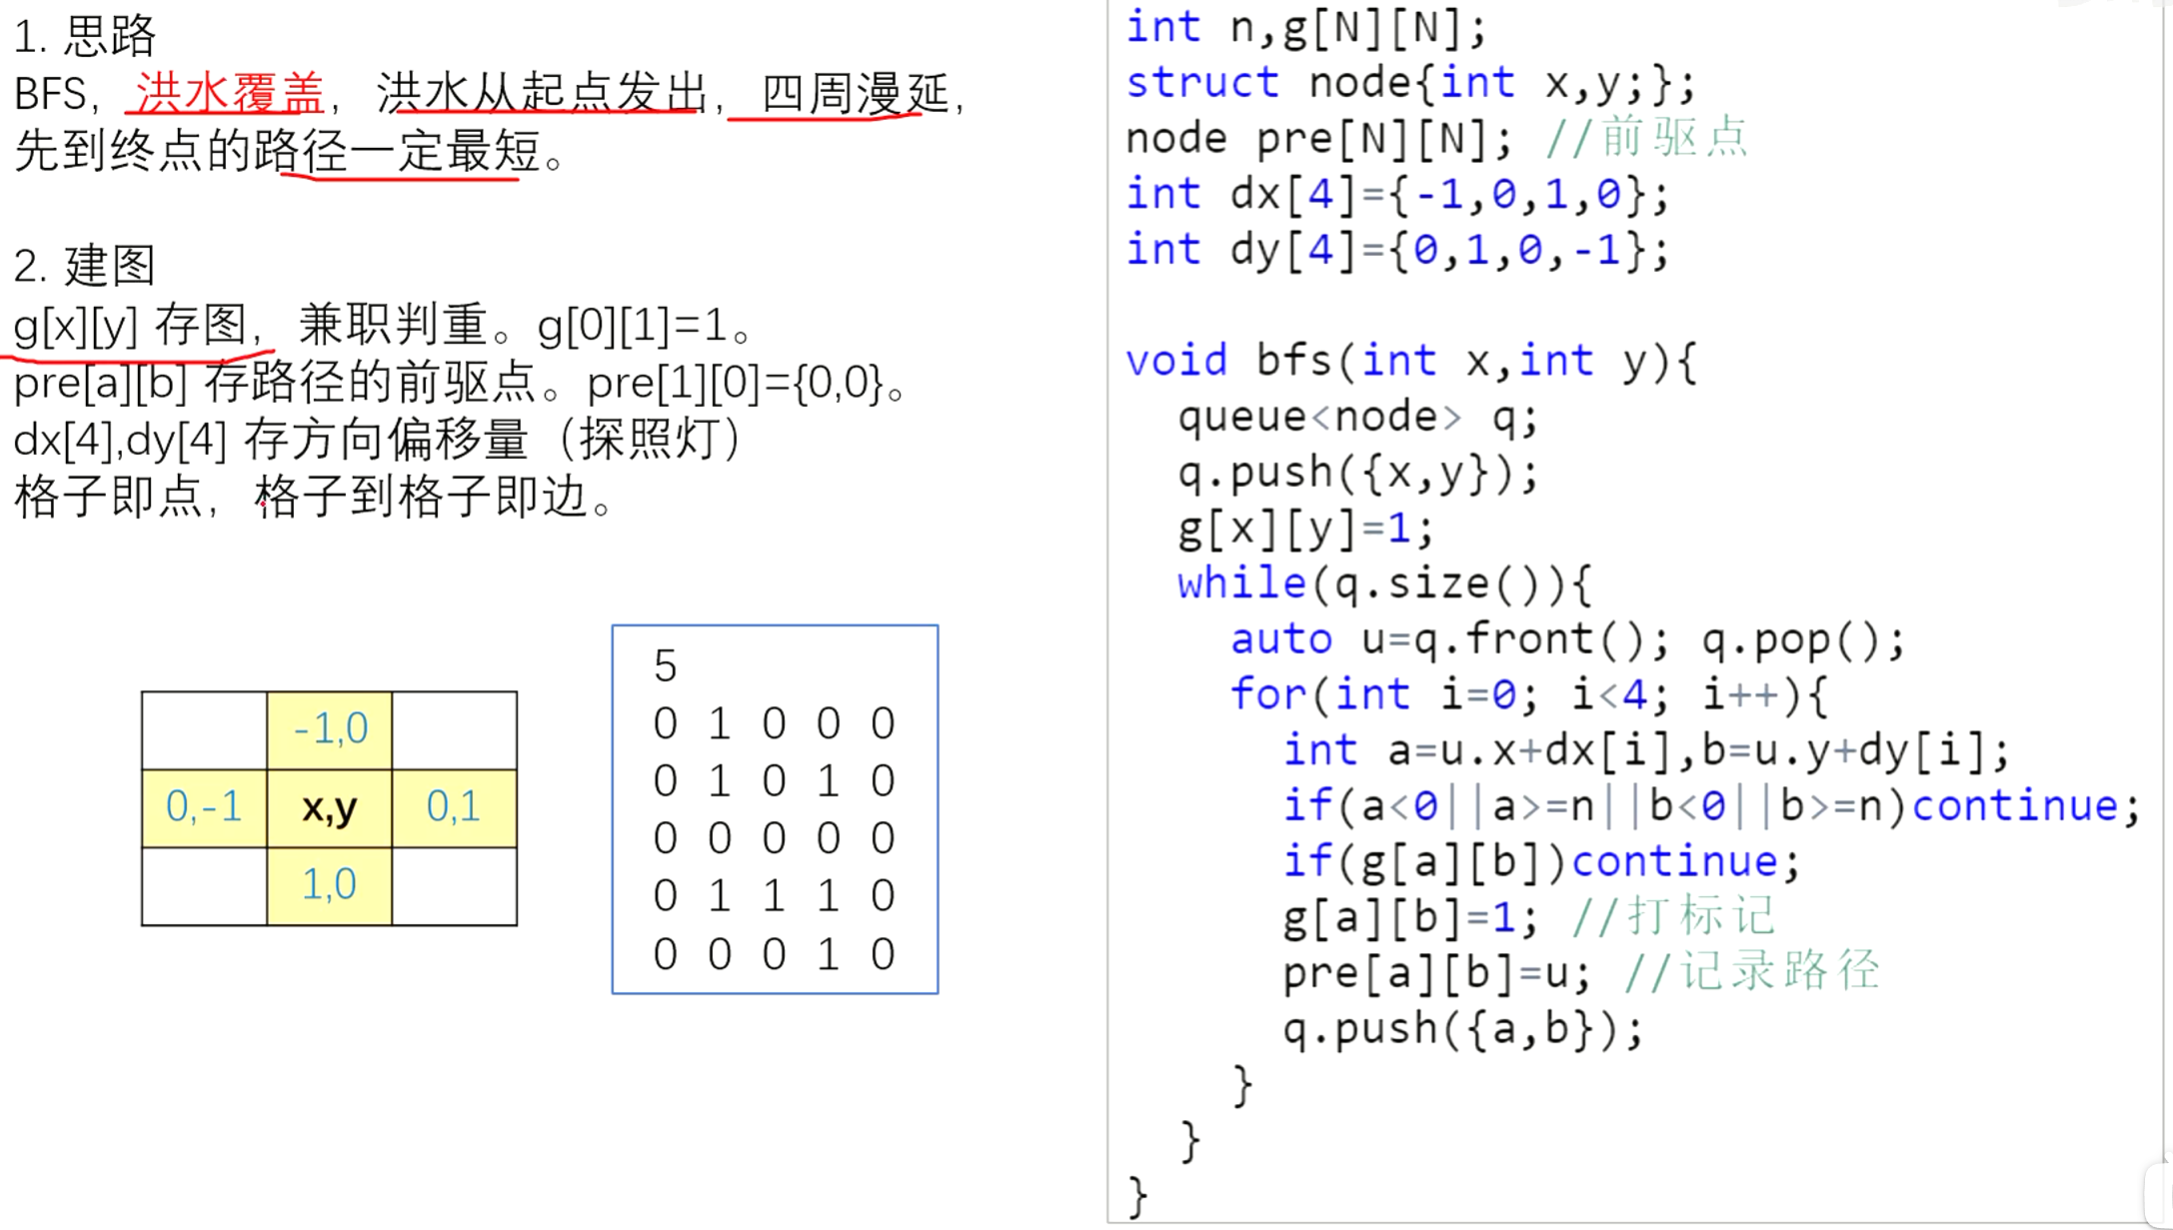 1. 思路
BFS, 洪水覆盖, 洪水从起点发出, 四周漫延,
先到终点的路径一定最短。
2. 建图
g[x][y] 存图, 兼职判重。g[0][1]=1。
pre[a][b] 存路径的前驱点。pre[1][0]={0,0}。
dx[4],dy[4] 存方向偏移量（探照灯）
格子即点, 格子到格子即边。
-1,0
0,-1 x,y 0,1
1,0
5
0 1 0 0 0
0 1 0 1 0
0 0 0 0 0
0 1 1 1 0
0 0 0 1 0
int n,g[N][N];
struct node{int x,y;};
node pre[N][N]; //前驱点
int dx[4]={-1,0,1,0};
int dy[4]={0,1,0,-1};
void bfs(int x,int y){
queue<node> q;
q.push({x,y});
g[x][y]=1;
while(q.size()){
auto u=q.front(); q.pop();
for(int i=0; i<4; i++){
int a=u.x+dx[i],b=u.y+dy[i];
if(a<0||a>=n||b<0||b>=n)continue;
if(g[a][b])continue;
g[a][b]=1; //打标记
pre[a][b]=u; //记录路径
q.push({a,b});
}
}
}